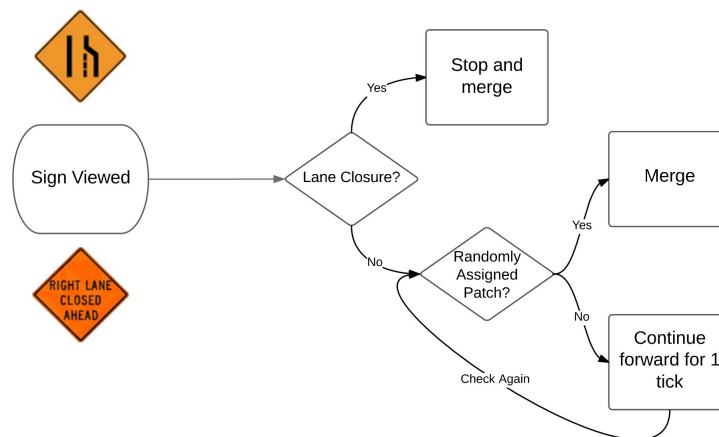 Stop and
merge
Yes
Sign Viewed
Lane Closure?
Merge
Yes
No
Randomly
Assigned
Patch?
RIGHT LANE
CLOSED
AHEAD
No
Continue
forward for 1
tick
Check Again